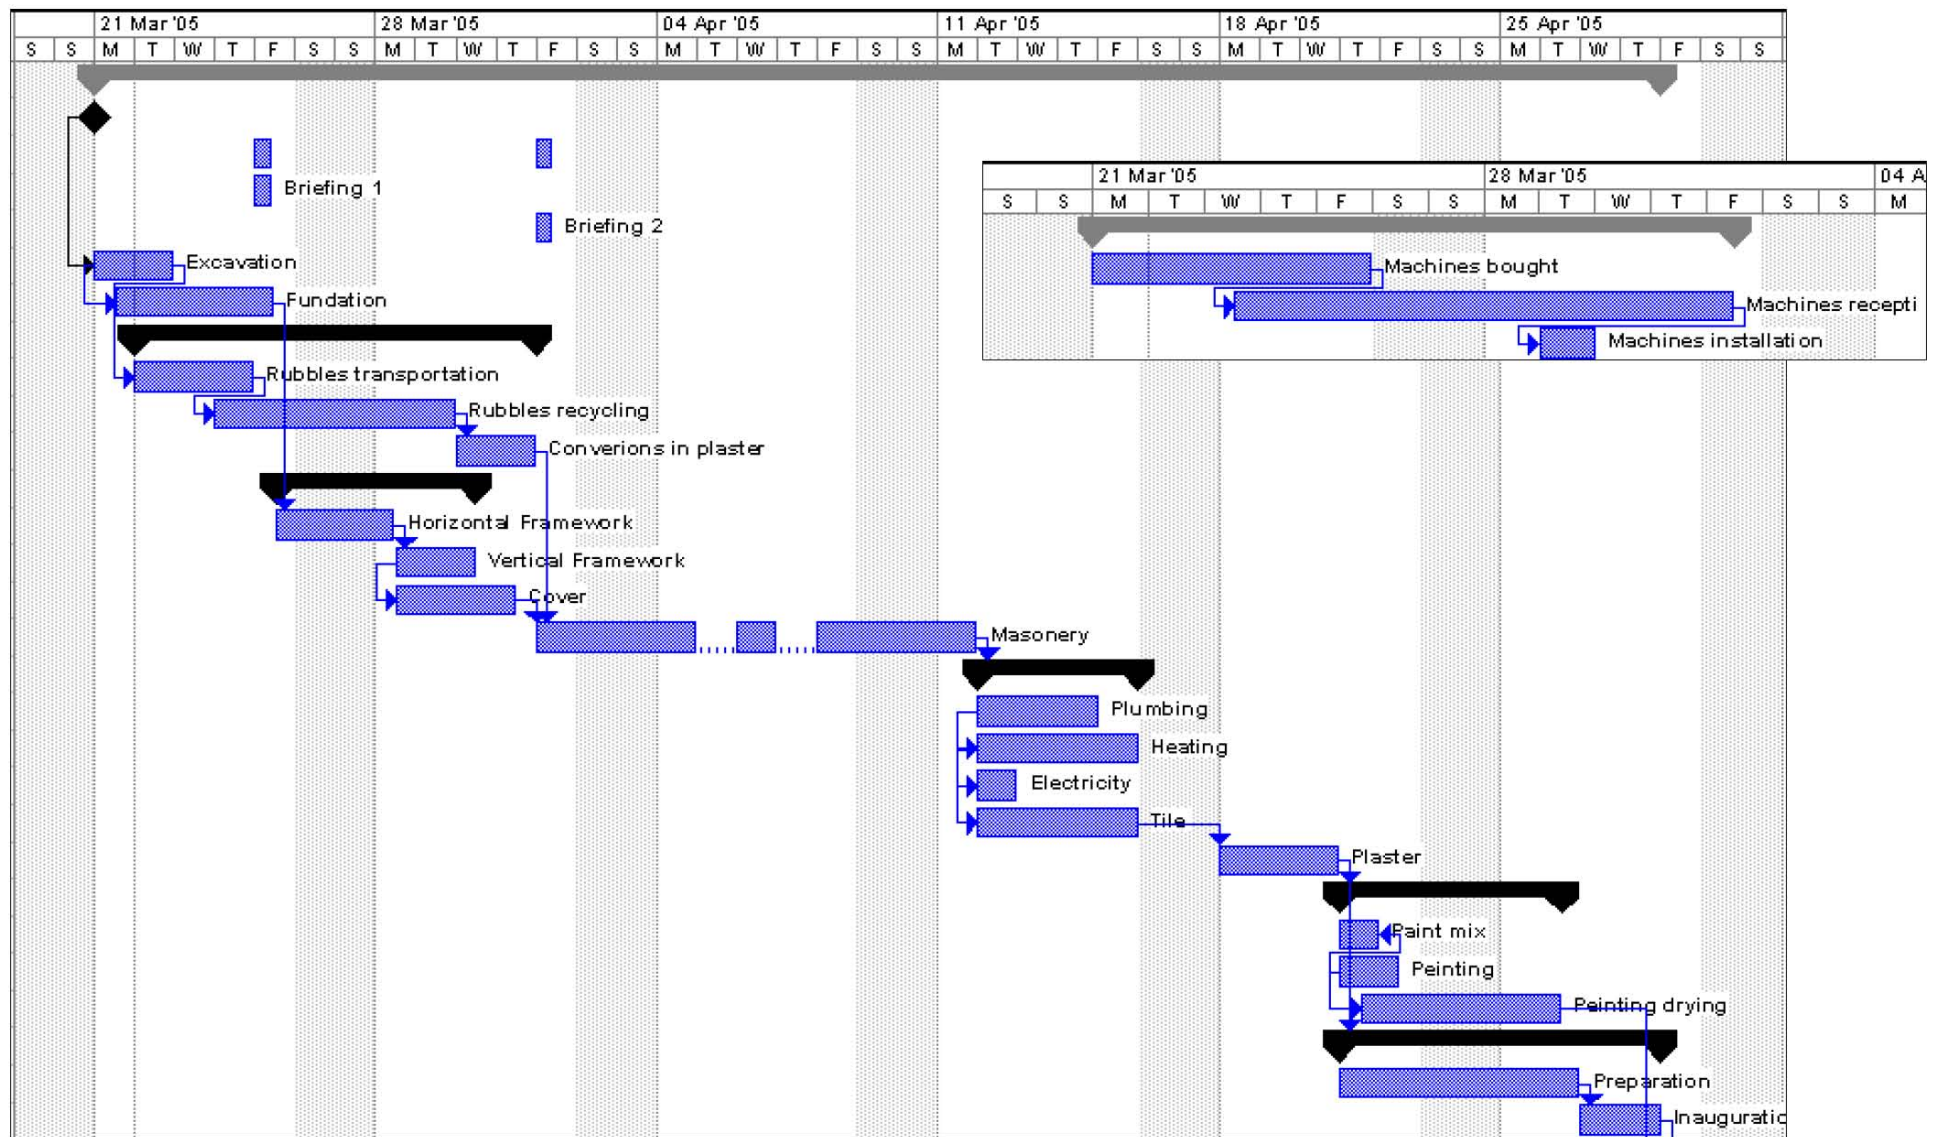 21 Mar '05 28 Mar '05 04 Apr '05 11 Apr '05 18 Apr '05 25 Apr '05
S S M T W T F S S M T W T F S S M T W T F S S M T W T F S S M T W T F S S M T W T F S S
Briefing 1
Briefing 2
Excavation
Fundation
Rubbles transportation
Rubbles recycling
Converions in plaster
Horizontal Framework
Vertical Framework
Cover
Masonery
Plumbing
Heating
Electricity
Tile
Plaster
Paint mix
Peinting
Peinting drying
Preparation
Inauguratic
21 Mar '05 28 Mar '05 04 A
S S M T W T F S S M T W T F S S M
Machines bought
Machines recepti
Machines installation